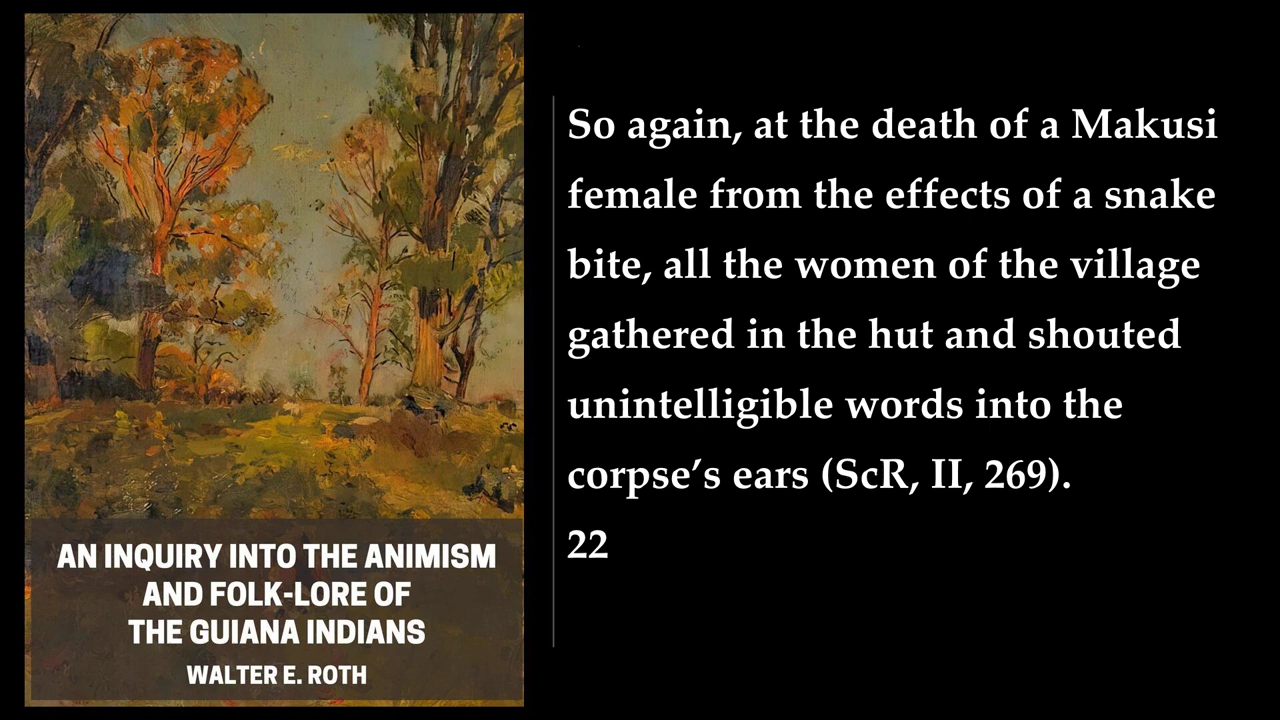 So again, at the death of a Makusi
female from the effects of a snake
bite, all the women of the village
gathered in the hut and shouted
unintelligible words into the
corpse’s ears (ScR, II, 269).
22
AN INQUIRY INTO THE ANIMISM
AND FOLK-LORE OF
THE GUIANA INDIANS
WALTER E. ROTH